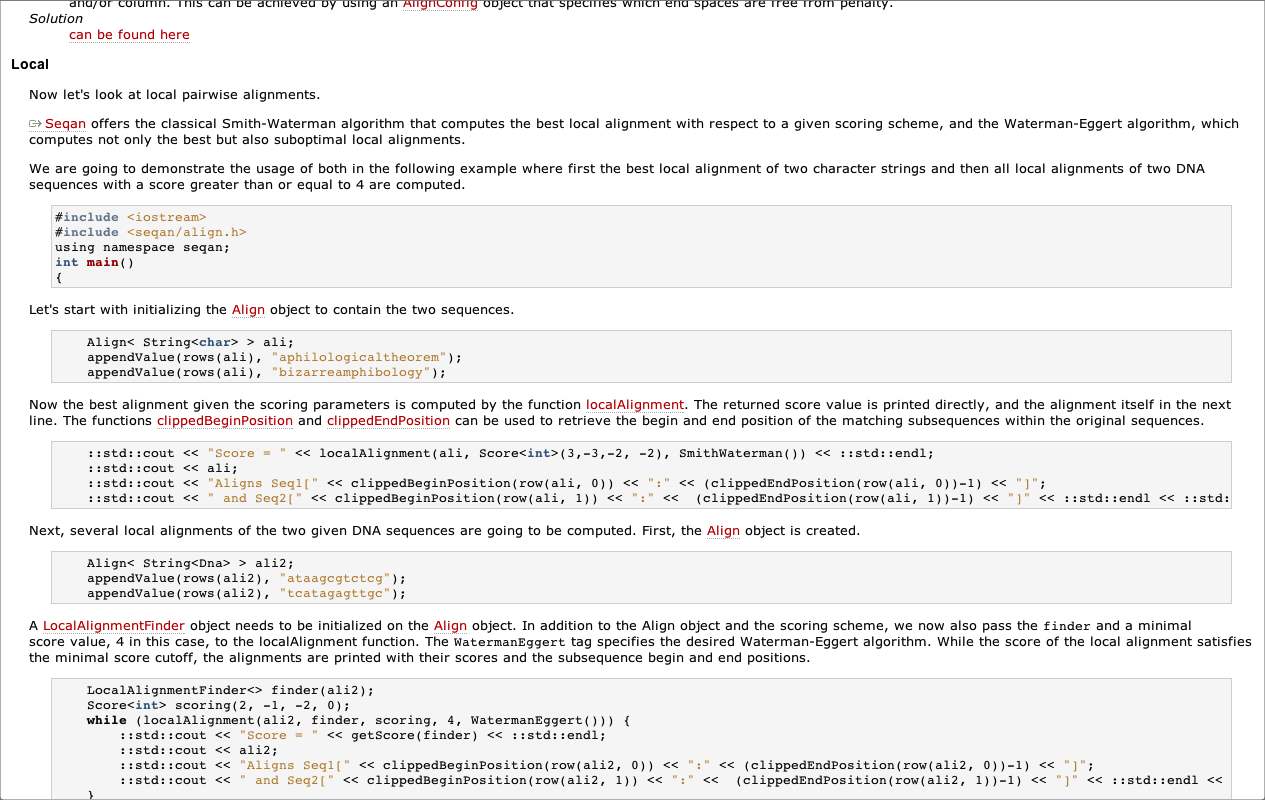 and/or column. This can be achieved by using an AlignConfig object that specifies which end spaces are free from penalty.
Solution
can be found here
Local
Now let's look at local pairwise alignments.
Seqan offers the classical Smith-Waterman algorithm that computes the best local alignment with respect to a given scoring scheme, and the Waterman-Eggert algorithm, which
computes not only the best but also suboptimal local alignments.
We are going to demonstrate the usage of both in the following example where first the best local alignment of two character strings and then all local alignments of two DNA
sequences with a score greater than or equal to 4 are computed.
#include <iostream>
#include <seqan/align.h>
using namespace seqan;
int main()
{
Let's start with initializing the Align object to contain the two sequences.
Align< String<char> > ali;
appendValue(rows(ali), "aphilologicaltheorem");
appendValue(rows(ali), "bizarreamphibology");
Now the best alignment given the scoring parameters is computed by the function localAlignment. The returned score value is printed directly, and the alignment itself in the next
line. The functions clippedBeginPosition and clippedEndPosition can be used to retrieve the begin and end position of the matching subsequences within the original sequences.
::std::cout << "Score = " << localAlignment(ali, Score<int>(3,-3,-2, -2), SmithWaterman()) << ::std::endl;
::std::cout << ali;
::std::cout << "Aligns Seq1[" << clippedBeginPosition(row(ali, 0)) << ":" << (clippedEndPosition(row(ali, 0))-1) << "]";
::std::cout << " and Seq2[" << clippedBeginPosition(row(ali, 1)) << ":" <<  (clippedEndPosition(row(ali, 1))-1) << "]" << ::std::endl << ::std:
Next, several local alignments of the two given DNA sequences are going to be computed. First, the Align object is created.
Align< String<Dna> > ali2;
appendValue(rows(ali2), "ataagcgtctcg");
appendValue(rows(ali2), "tcatagagttgc");
A LocalAlignmentFinder object needs to be initialized on the Align object. In addition to the Align object and the scoring scheme, we now also pass the finder and a minimal
score value, 4 in this case, to the localAlignment function. The WatermanEggert tag specifies the desired Waterman-Eggert algorithm. While the score of the local alignment satisfies
the minimal score cutoff, the alignments are printed with their scores and the subsequence begin and end positions.
LocalAlignmentFinder<> finder(ali2);
Score<int> scoring(2, -1, -2, 0);
while (localAlignment(ali2, finder, scoring, 4, WatermanEggert())) {
::std::cout << "Score = " << getScore(finder) << ::std::endl;
::std::cout << ali2;
::std::cout << "Aligns Seq1[" << clippedBeginPosition(row(ali2, 0)) << ":" << (clippedEndPosition(row(ali2, 0))-1) << "]";
::std::cout << " and Seq2[" << clippedBeginPosition(row(ali2, 1)) << ":" <<  (clippedEndPosition(row(ali2, 1))-1) << "]" << ::std::endl <<
}